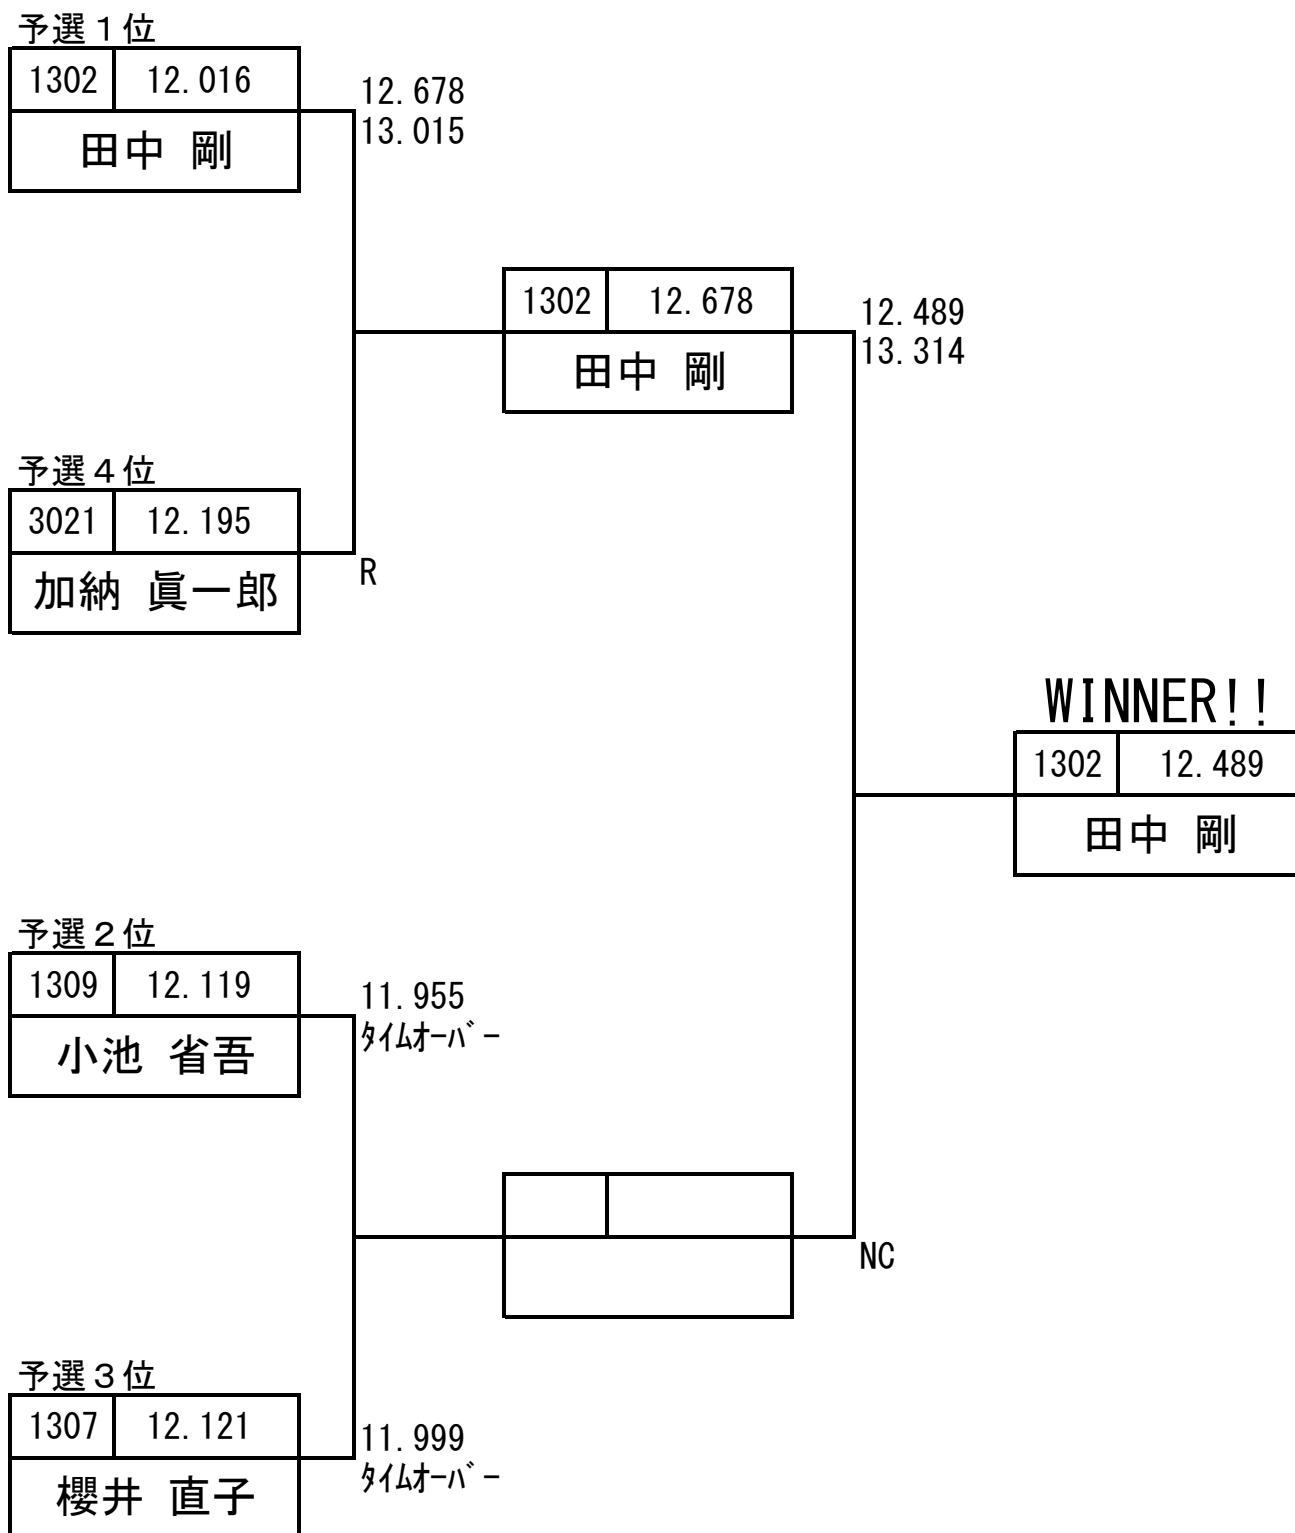 予選１位
1302 12.016
田中 剛
12.678
13.015
1302 12.678
田中 剛
12.489
13.314
予選４位
3021 12.195
加納 眞一郎
R
WINNER!!
1302 12.489
田中 剛
予選２位
1309 12.119
小池 省吾
11.955
ﾀｲﾑｵｰﾊﾞｰ
NC
予選３位
1307 12.121
櫻井 直子
11.999
ﾀｲﾑｵｰﾊﾞｰ